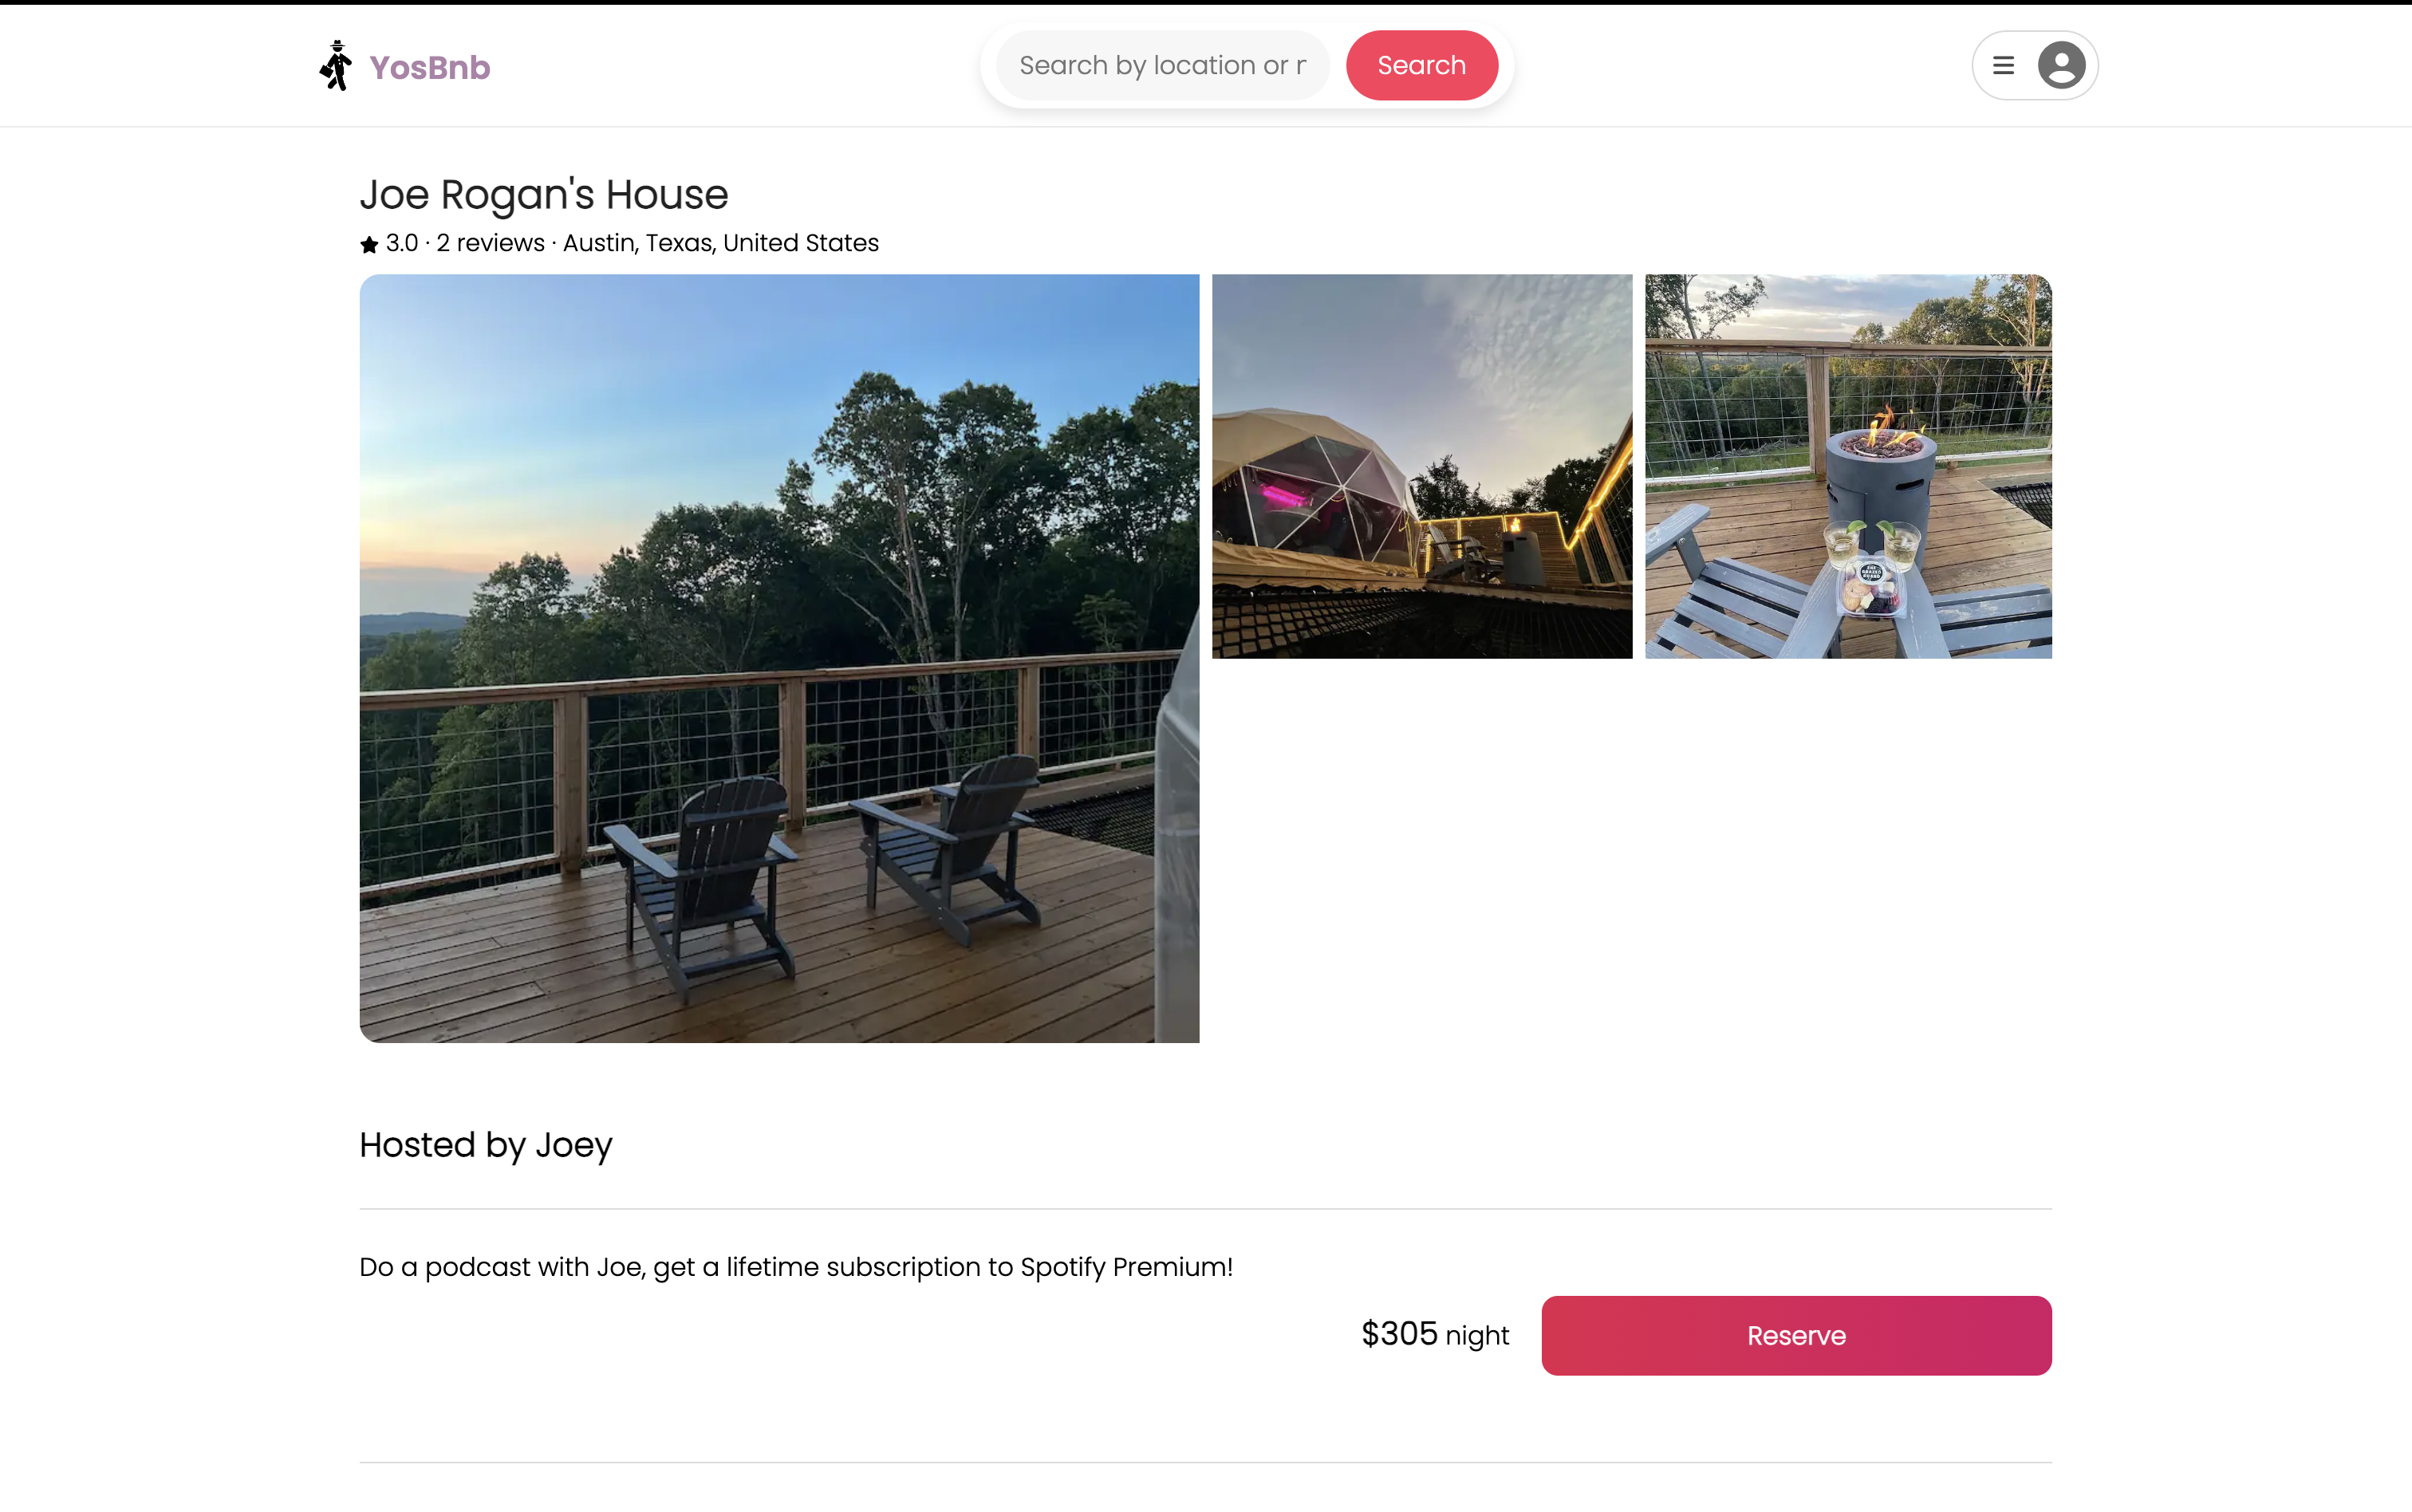 YosBnb
Search by location or r
Search
Joe Rogan's House
3.0 · 2 reviews · Austin, Texas, United States
Hosted by Joey
Do a podcast with Joe, get a lifetime subscription to Spotify Premium!
$305 night
Reserve